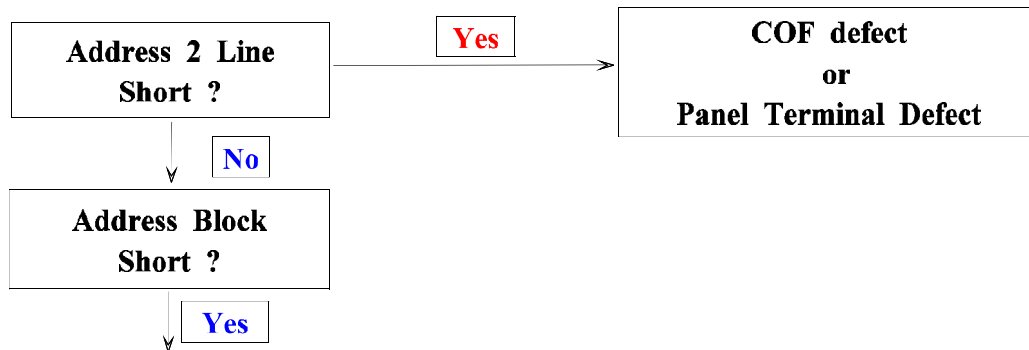 Address 2 Line
Short ?
Yes
COF defect
or
Panel Terminal Defect
No
Address Block
Short ?
Yes